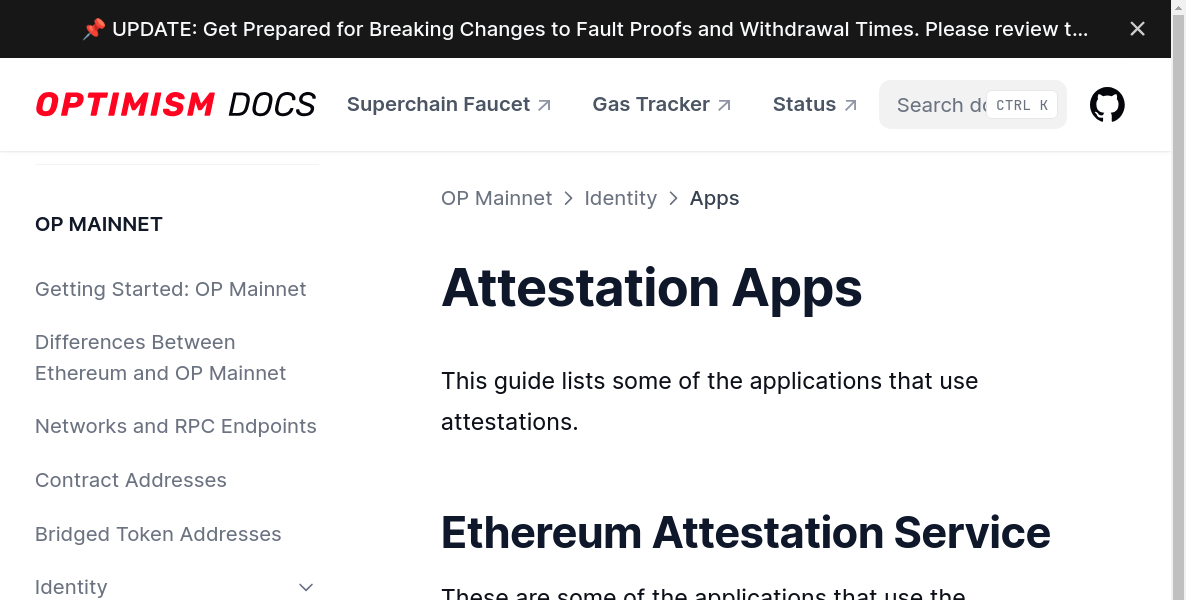 📌 UPDATE: Get Prepared for Breaking Changes to Fault Proofs and Withdrawal Times. Please review t...
OPTIMISM DOCS
Superchain Faucet
Gas Tracker
Status
Search do
CTRL K
OP MAINNET
Getting Started: OP Mainnet
Differences Between
Ethereum and OP Mainnet
Networks and RPC Endpoints
Contract Addresses
Bridged Token Addresses
Identity
OP Mainnet > Identity > Apps
Attestation Apps
This guide lists some of the applications that use
attestations.
Ethereum Attestation Service
These are some of the applications that use the